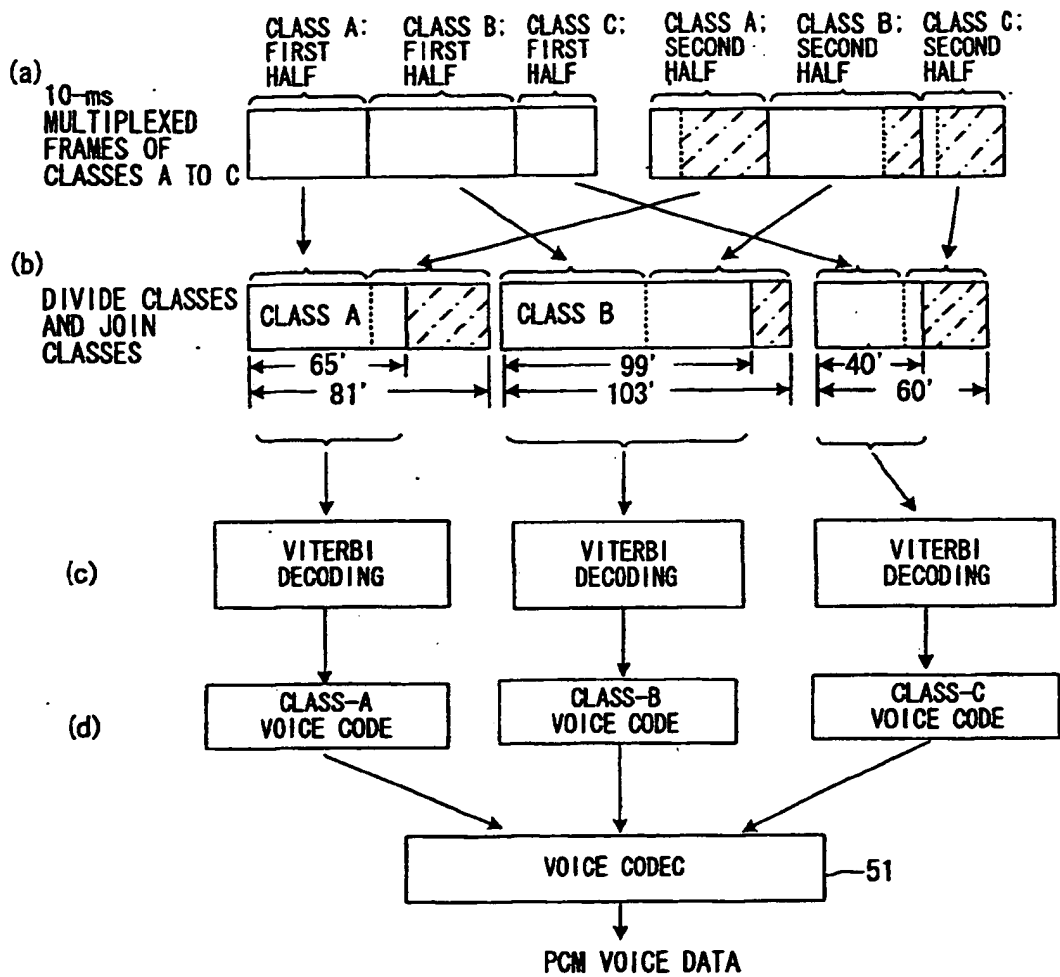 CLASS A: FIRST HALF
CLASS B: FIRST HALF
CLASS C: FIRST HALF
CLASS A: SECOND HALF
CLASS B: SECOND HALF
CLASS C: SECOND HALF
(a)
10-ms
MULTIPLEXED
FRAMES OF
CLASSES A TO C
(b)
DIVIDE CLASSES
AND JOIN
CLASSES
CLASS A
CLASS B
65'
99'
40'
81'
103'
60'
(c)
VITERBI
DECODING
VITERBI
DECODING
VITERBI
DECODING
(d)
CLASS-A
VOICE CODE
CLASS-B
VOICE CODE
CLASS-C
VOICE CODE
VOICE CODEC
51
PCM VOICE DATA